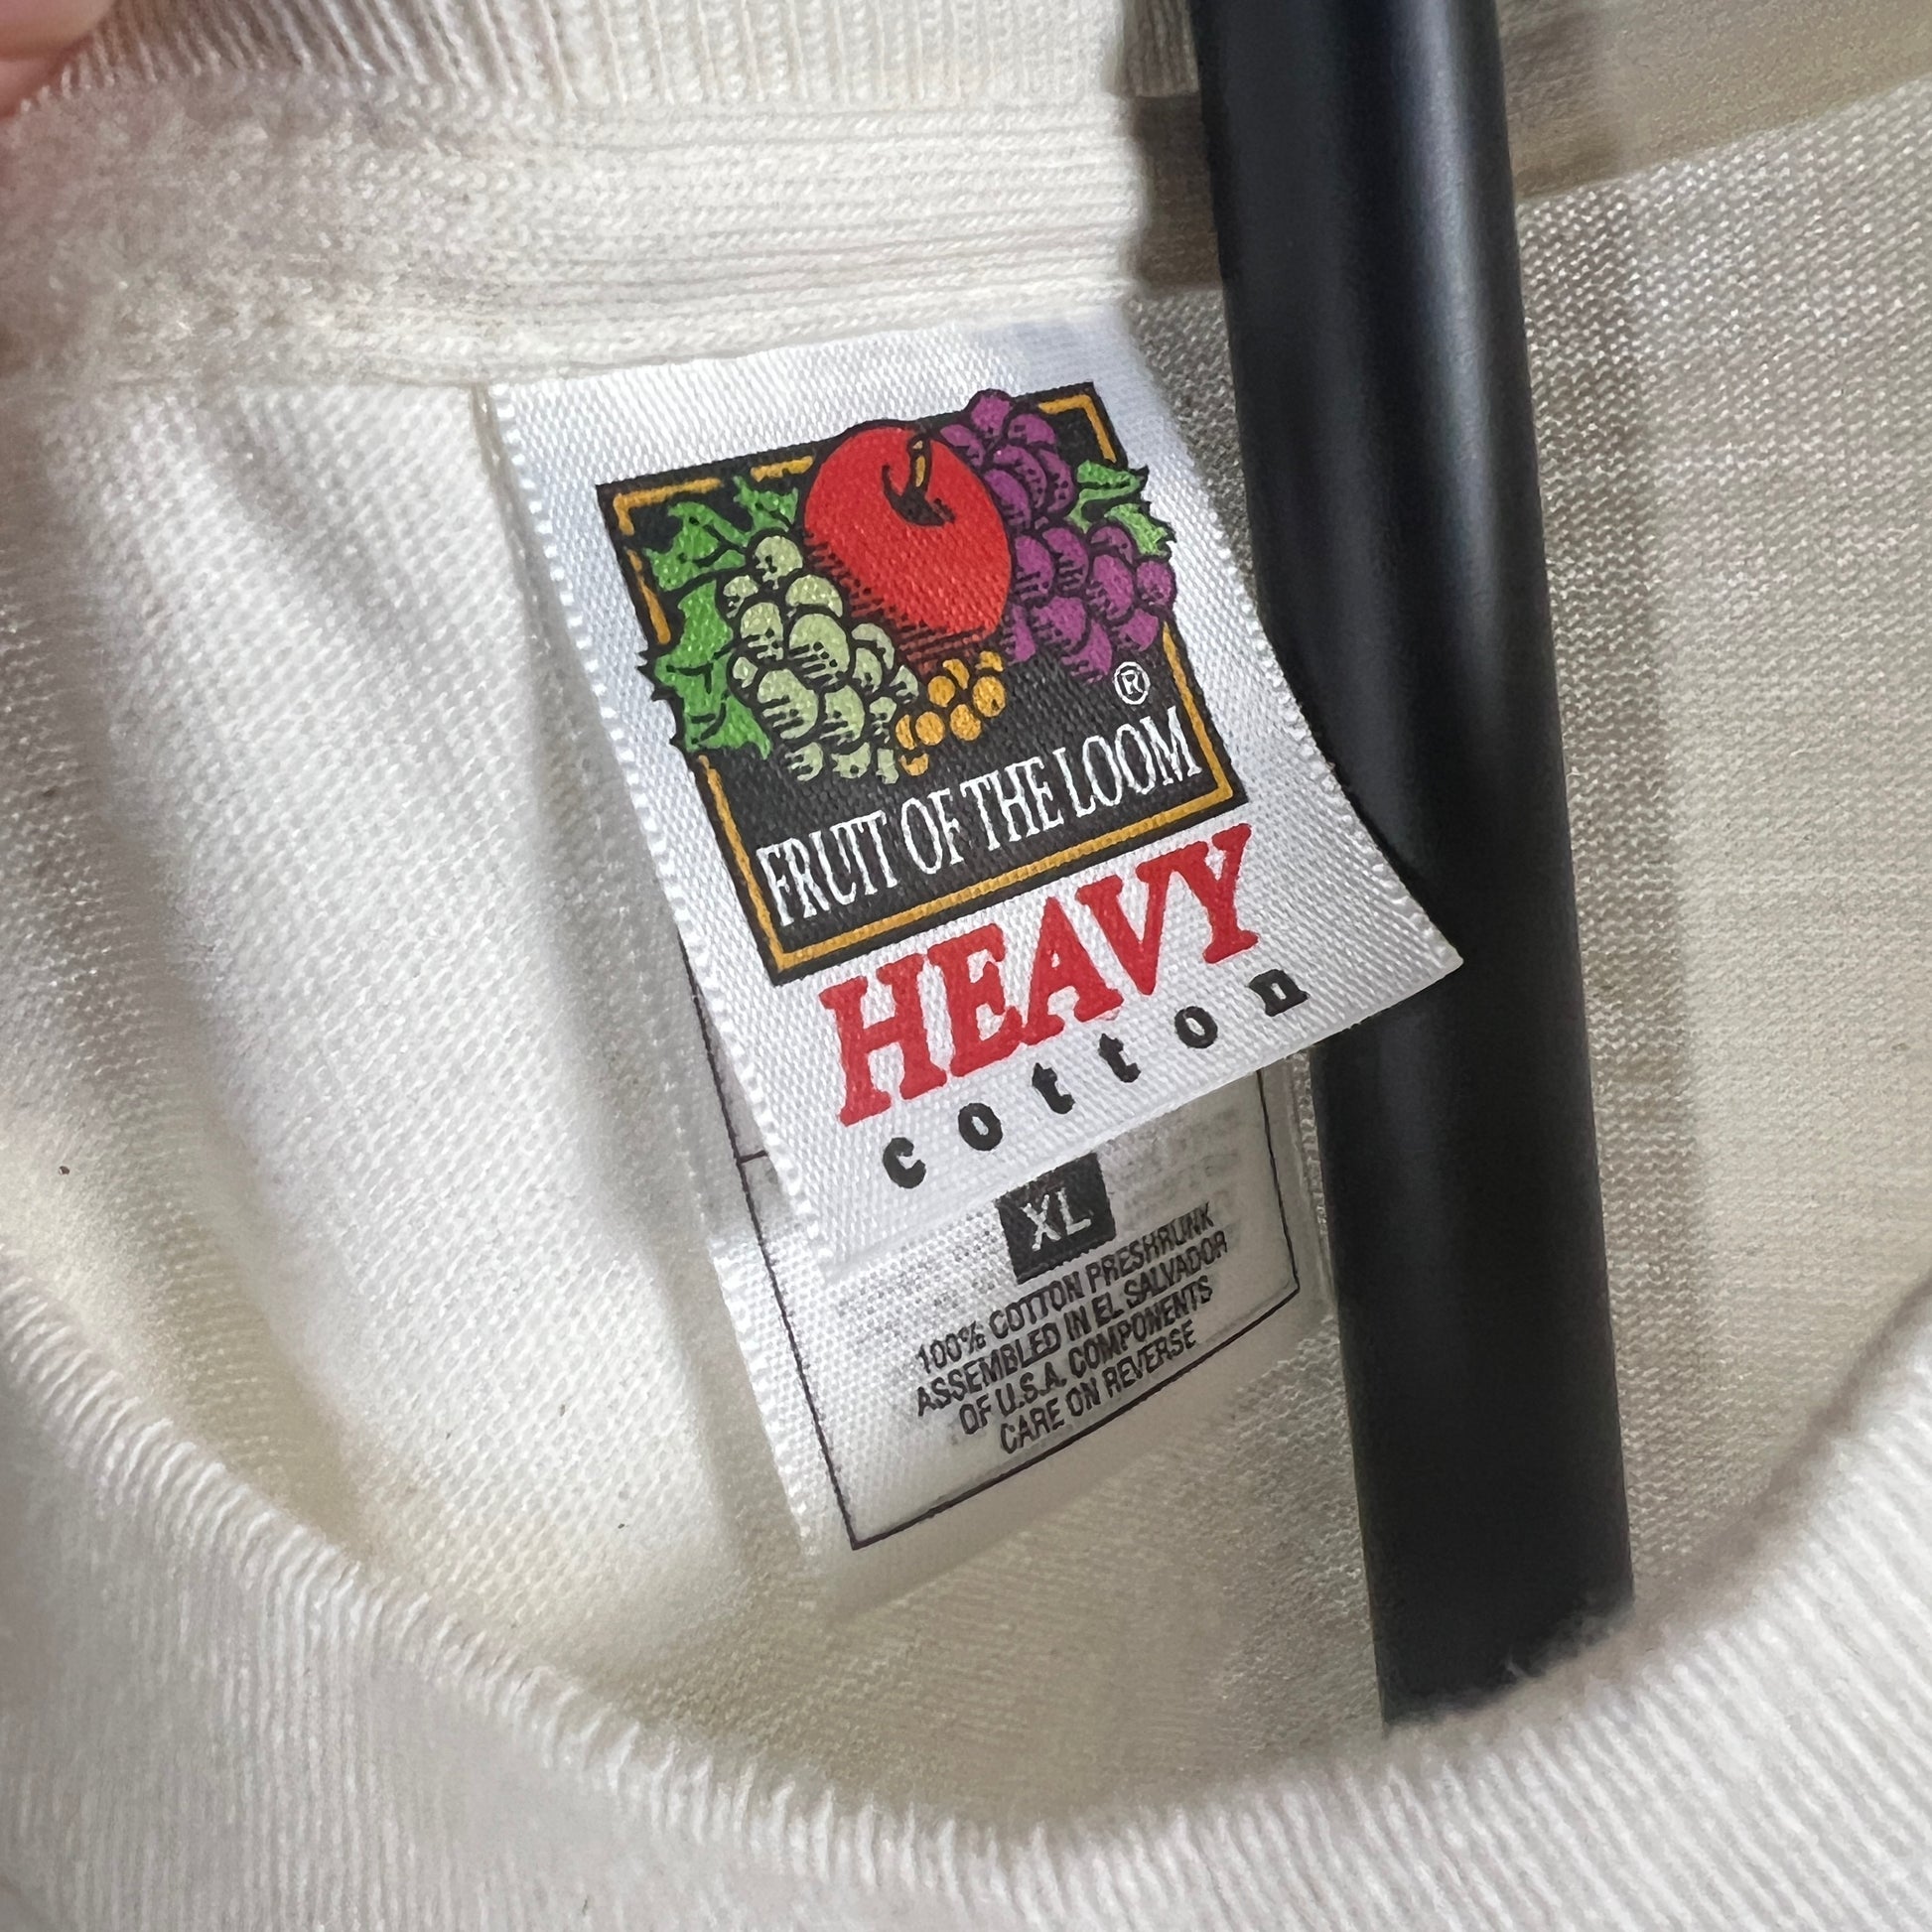 ®
FRUIT OF THE LOOM
HEAVY
cotton
XL
100% COTTON PRESHRUNK
ASSEMBLED IN EL SALVADOR
OF U.S.A. COMPONENTS
CARE ON REVERSE